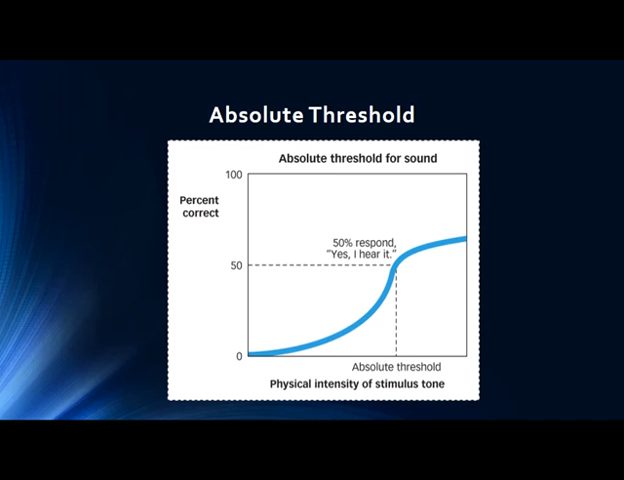 Absolute Threshold
Absolute threshold for sound
100
Percent
correct
50% respond,
"Yes, I hear it."
50
0
Absolute threshold
Physical intensity of stimulus tone